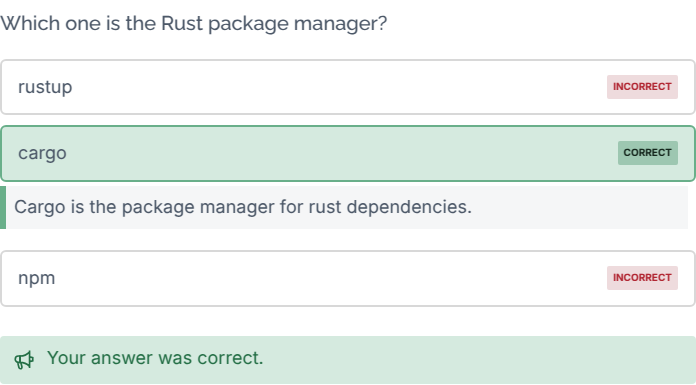 Which one is the Rust package manager?
rustup INCORRECT
cargo CORRECT
Cargo is the package manager for rust dependencies.
npm INCORRECT
Your answer was correct.